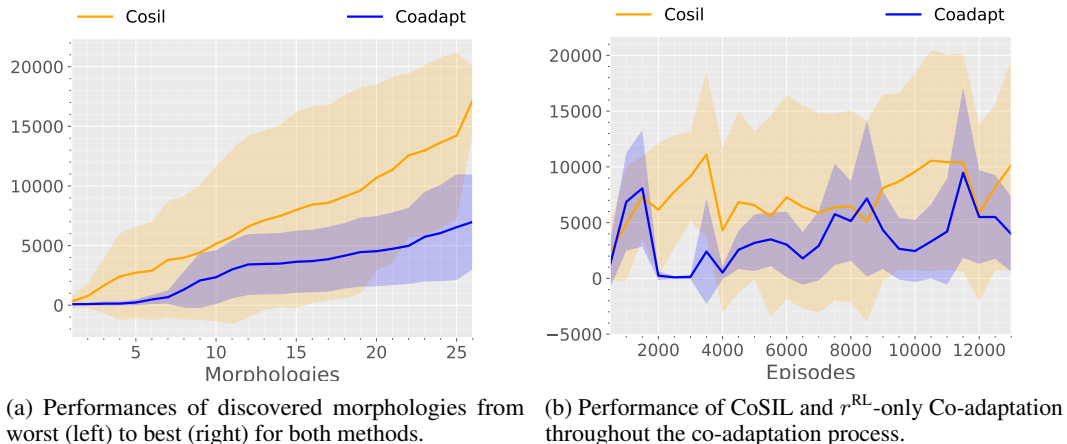 Cosil
Coadapt
20000
15000
10000
5000
0
5
10
15
20
25
Morphologies
(a) Performances of discovered morphologies from
worst (left) to best (right) for both methods.
Cosil
Coadapt
20000
15000
10000
5000
0
−5000
2000
4000
6000
8000
10000
12000
Episodes
(b) Performance of CoSIL and r^RL-only Co-adaptation
throughout the co-adaptation process.